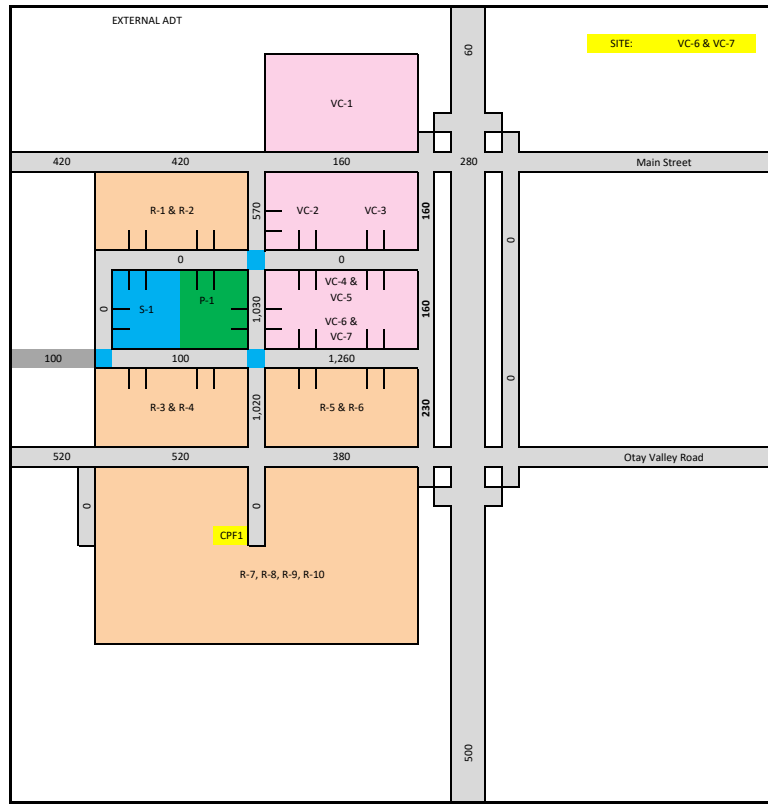 EXTERNAL ADT
SITE: VC-6 & VC-7
60
VC-1
420
420
160
280
Main Street
570
R-1 & R-2
VC-2
VC-3
160
0
0
0
0
S-1
P-1
1,030
VC-4 &
VC-5
VC-6 &
VC-7
160
100
100
1,260
0
R-3 & R-4
1,020
R-5 & R-6
230
520
520
380
Otay Valley Road
0
0
CPF1
R-7, R-8, R-9, R-10
500